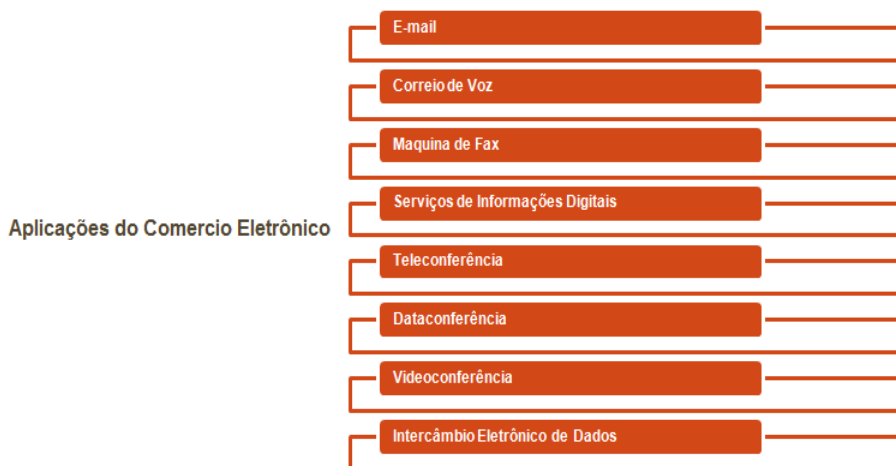 E-mail
Correio de Voz
Maquina de Fax
Serviços de Informações Digitais
Aplicações do Comercio Eletrônico
Teleconferência
Dataconferência
Videoconferência
Intercâmbio Eletrônico de Dados